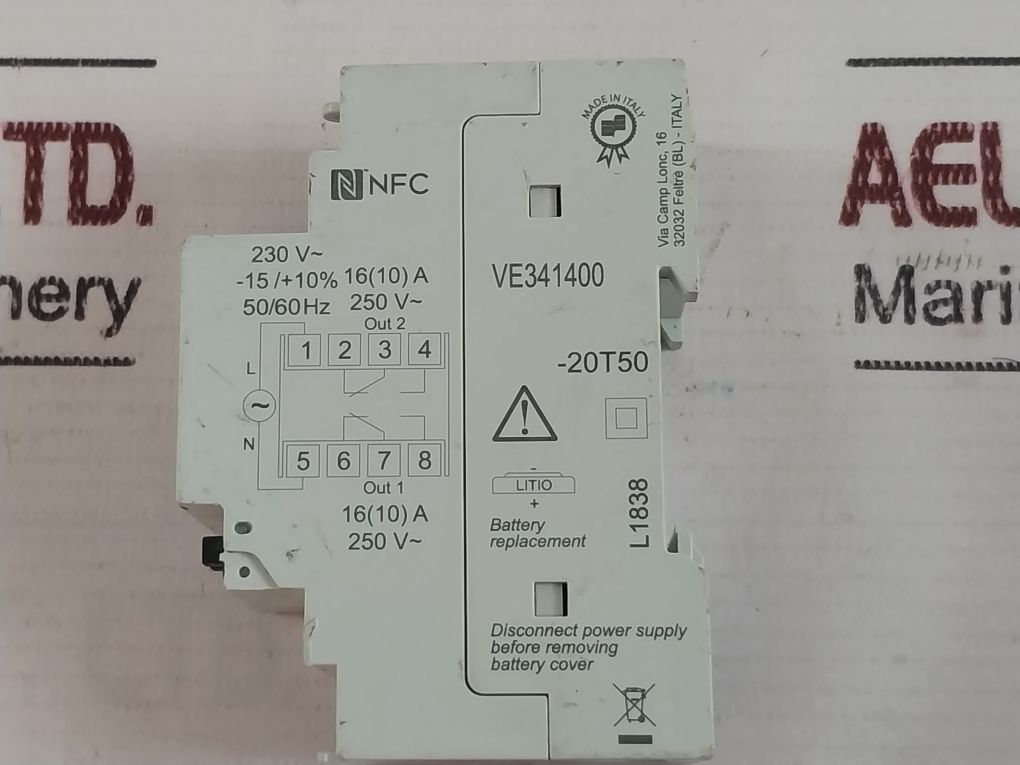 LTD.
nery
AEU
Mari
MADE IN ITALY
Via Camp Lonc, 16
32032 Feltre (BL) - ITALY
NFC
230 V~
-15 /+10%
50/60Hz
16(10) A
250 V~
Out 2
1 2 3 4
L
~
N
5 6 7 8
Out 1
16(10) A
250 V~
VE341400
-20T50
!
-
LITIO
+
Battery
replacement
L1838
Disconnect power supply
before removing
battery cover